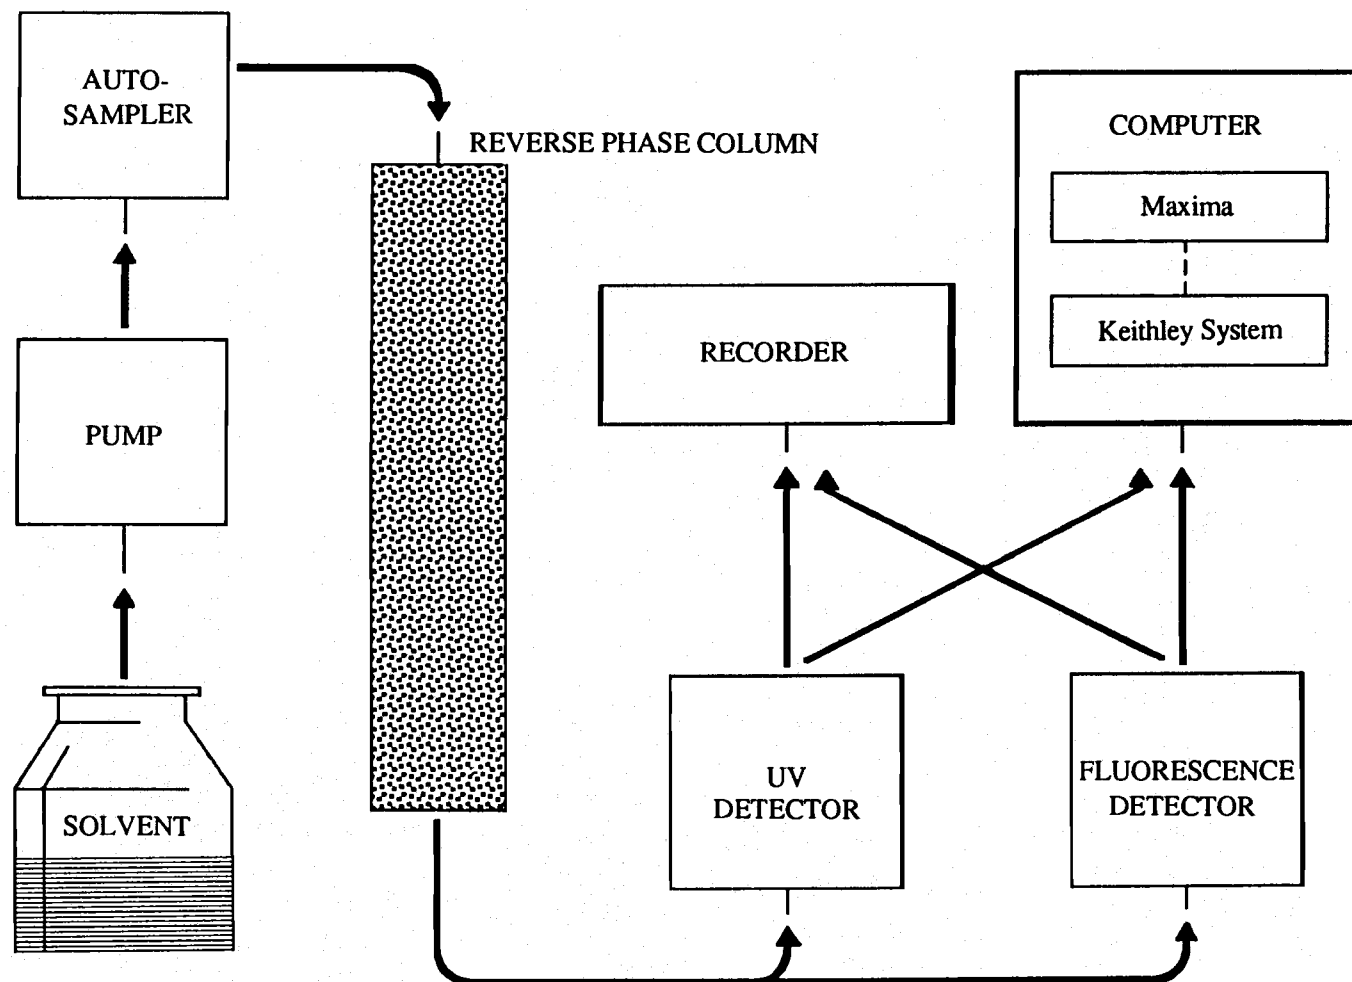 AUTO-
SAMPLER
REVERSE PHASE COLUMN
COMPUTER
Maxima
Keithley System
RECORDER
PUMP
SOLVENT
UV
DETECTOR
FLUORESCENCE
DETECTOR